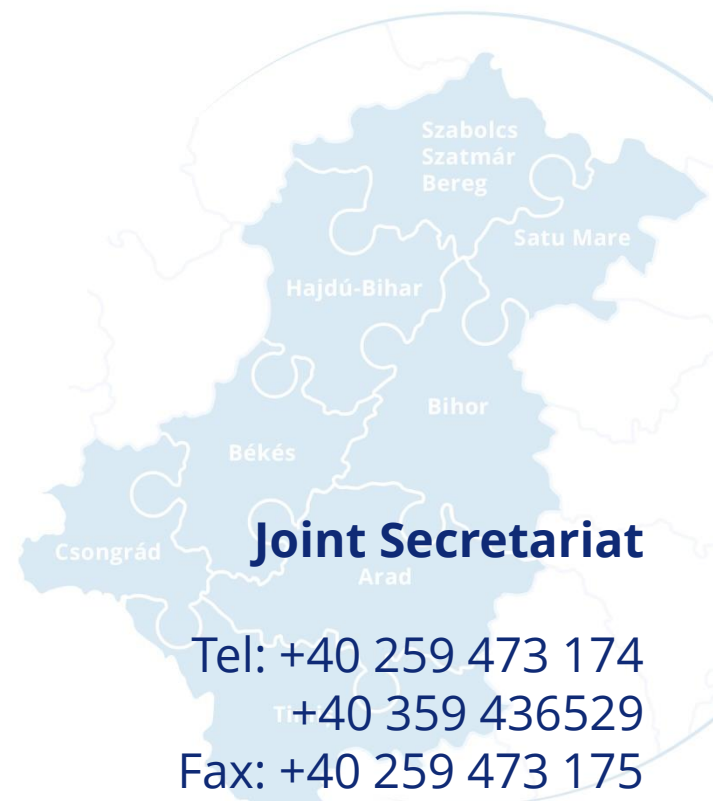 Szabolcs
Szatmár
Bereg
Satu Mare
Hajdú-Bihar
Bihor
Békés
Csongrád
Joint Secretariat
Arad
Tel: +40 259 473 174
+40 359 436529
Fax: +40 259 473 175